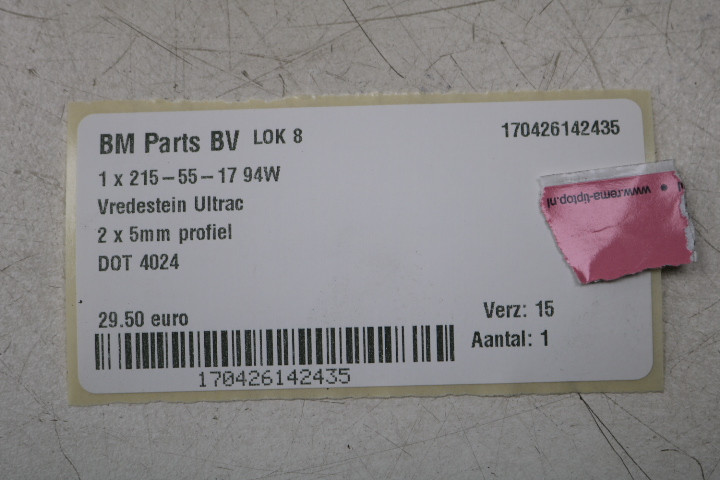 BM Parts BV LOK 8
170426142435
1 x 215-55-17 94W
Vredestein Ultrac
2 x 5mm profiel
DOT 4024
www.rema-tiptop.nl
29.50 euro
Verz: 15
Aantal: 1
170426142435